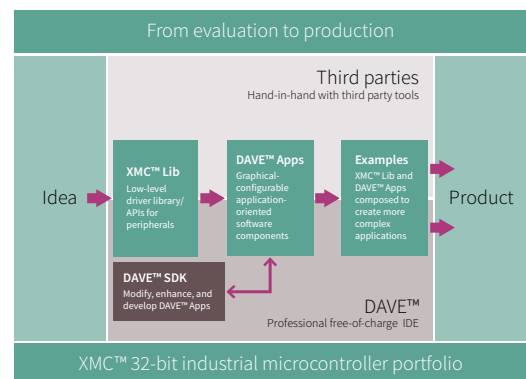 From evaluation to production
Third parties
Hand-in-hand with third party tools
Idea
XMC™ Lib
Low-level
driver library/
APIs for
peripherals
DAVE™ Apps
Graphical-
configurable
application-
oriented
software
components
Examples
XMC™ Lib and
DAVE™ Apps
composed to
create more
complex
applications
Product
DAVE™ SDK
Modify, enhance, and
develop DAVE™ Apps
DAVE™
Professional free-of-charge IDE
XMC™ 32-bit industrial microcontroller portfolio